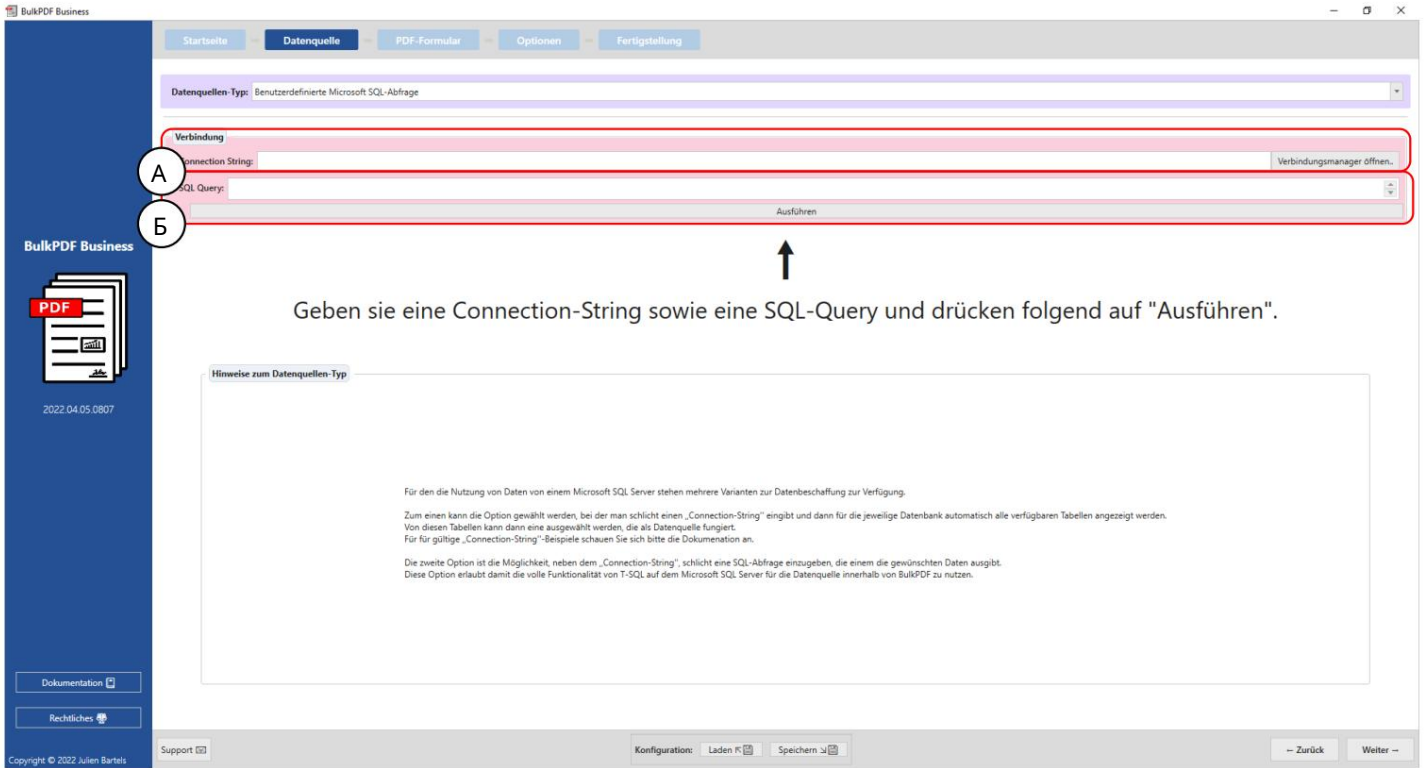 BulkPDF Business
Startseite
Datenquelle
PDF-Formular
Optionen
Fertigstellung
Datenquellen-Typ: Benutzerdefinierte Microsoft SQL-Abfrage
Verbindung
Connection String:
Verbindungsmanager öffnen..
А
SQL Query:
Ausführen
Б
BulkPDF Business
PDF
2022.04.05.0807
Geben sie eine Connection-String sowie eine SQL-Query und drücken folgend auf "Ausführen".
Hinweise zum Datenquellen-Typ
Für den die Nutzung von Daten von einem Microsoft SQL Server stehen mehrere Varianten zur Datenbeschaffung zur Verfügung.
Zum einen kann die Option gewählt werden, bei der man schlicht einen „Connection-String" eingibt und dann für die jeweilige Datenbank automatisch alle verfügbaren Tabellen angezeigt werden.
Von diesen Tabellen kann dann eine ausgewählt werden, die als Datenquelle fungiert.
Für für gültige „Connection-String"-Beispiele schauen Sie sich bitte die Dokumenation an.
Die zweite Option ist die Möglichkeit, neben dem „Connection-String", schlicht eine SQL-Abfrage einzugeben, die einem die gewünschten Daten ausgibt.
Diese Option erlaubt damit die volle Funktionalität von T-SQL auf dem Microsoft SQL Server für die Datenquelle innerhalb von BulkPDF zu nutzen.
Dokumentation
Rechtliches
Copyright © 2022 Julien Bartels
Support
Konfiguration:
Laden
Speichern
← Zurück
Weiter →